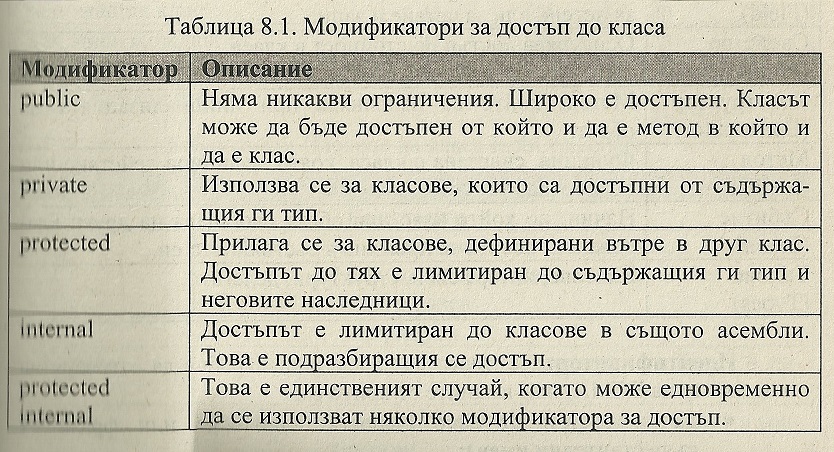 Таблица 8.1. Модификатори за достъп до класа
Модификатор Описание
public Няма никакви ограничения. Широко е достъпен. Класът
може да бъде достъпен от който и да е метод в който и
да е клас.
private Използва се за класове, които са достъпни от съдържа-
щия ги тип.
protected Прилага се за класове, дефинирани вътре в друг клас.
Достъпът до тях е лимитиран до съдържащия ги тип и
неговите наследници.
internal Достъпът е лимитиран до класове в същото асембли.
Това е подразбиращия се достъп.
protected Това е единственият случай, когато може едновременно
internal да се използват няколко модификатора за достъп.